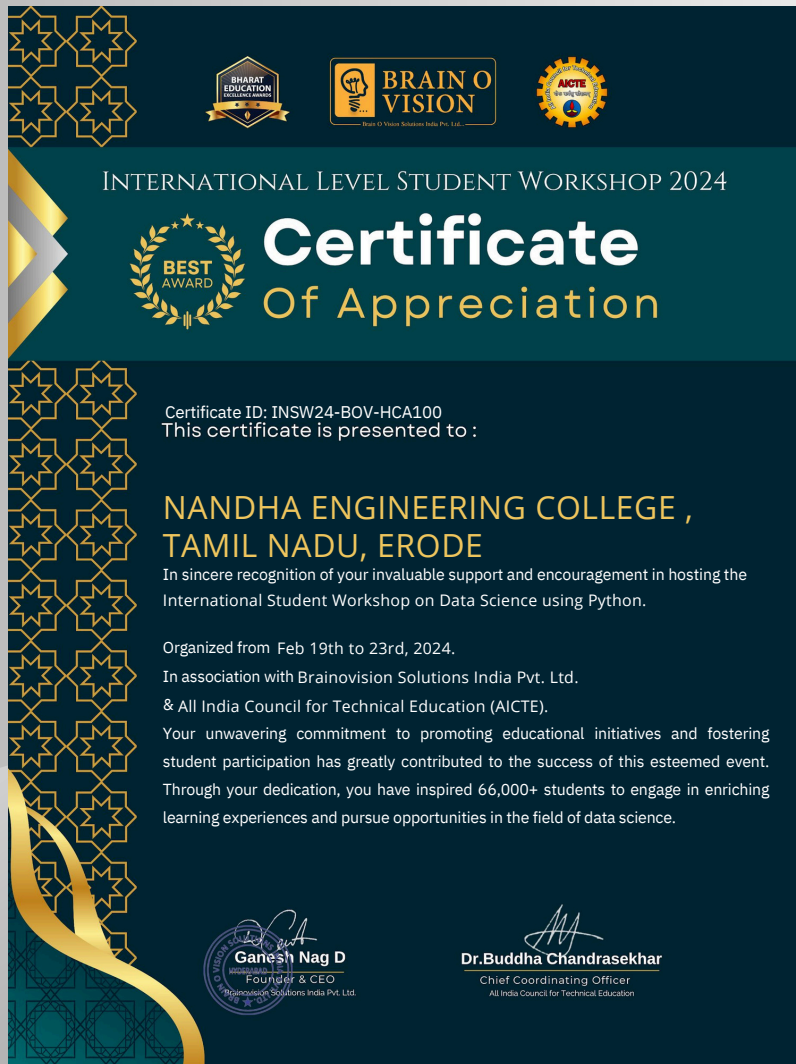 BHARAT
EDUCATION
EXCELLENCE AWARDS
BRAIN O
VISION
Brain O Vision Solutions India Pvt. Ltd...
AICTE
INTERNATIONAL LEVEL STUDENT WORKSHOP 2024
BEST
AWARD
Certificate
Of Appreciation
Certificate ID: INSW24-BOV-HCA100
This certificate is presented to :
NANDHA ENGINEERING COLLEGE ,
TAMIL NADU, ERODE
In sincere recognition of your invaluable support and encouragement in hosting the
International Student Workshop on Data Science using Python.
Organized from Feb 19th to 23rd, 2024.
In association with Brainovision Solutions India Pvt. Ltd.
& All India Council for Technical Education (AICTE).
Your unwavering commitment to promoting educational initiatives and fostering
student participation has greatly contributed to the success of this esteemed event.
Through your dedication, you have inspired 66,000+ students to engage in enriching
learning experiences and pursue opportunities in the field of data science.
Ganesh Nag D
Founder & CEO
Brainovision Solutions India Pvt. Ltd.
HYDERABAD
Dr.Buddha Chandrasekhar
Chief Coordinating Officer
All India Council for Technical Education